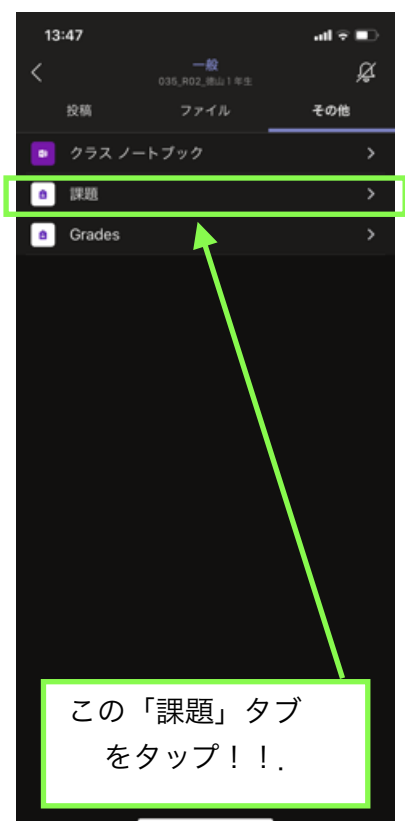 13:47
一般
035_R02_徳山1年生
投稿
ファイル
その他
クラス ノートブック
課題
Grades
この「課題」タブ
をタップ！！.